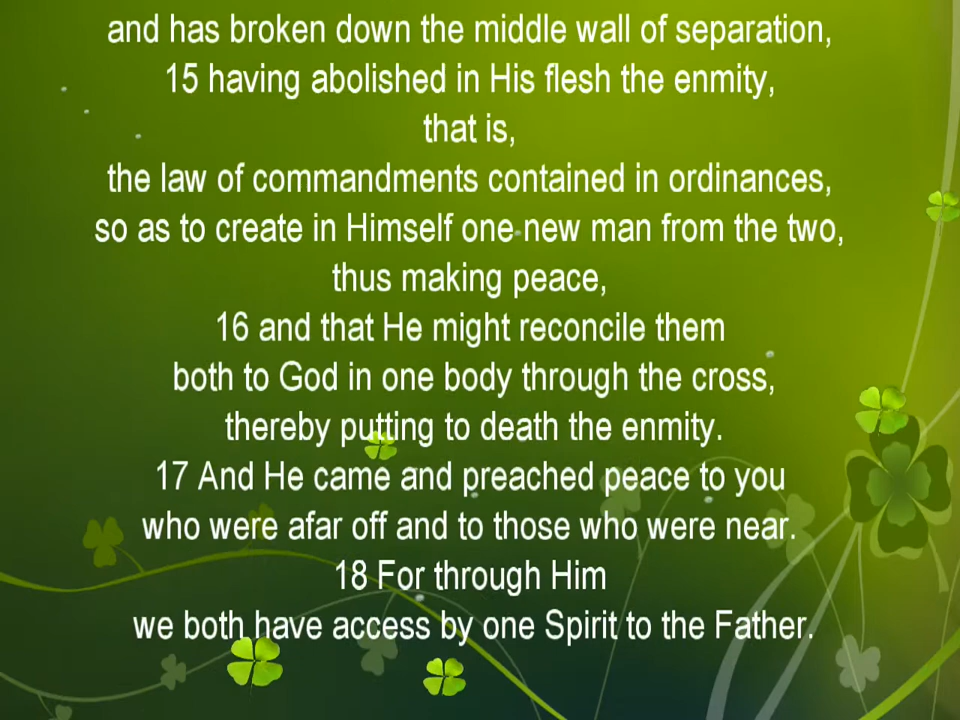 and has broken down the middle wall of separation,
15 having abolished in His flesh the enmity,
that is,
the law of commandments contained in ordinances,
so as to create in Himself one new man from the two,
thus making peace,
16 and that He might reconcile them
both to God in one body through the cross,
thereby putting to death the enmity.
17 And He came and preached peace to you
who were afar off and to those who were near.
18 For through Him
we both have access by one Spirit to the Father.